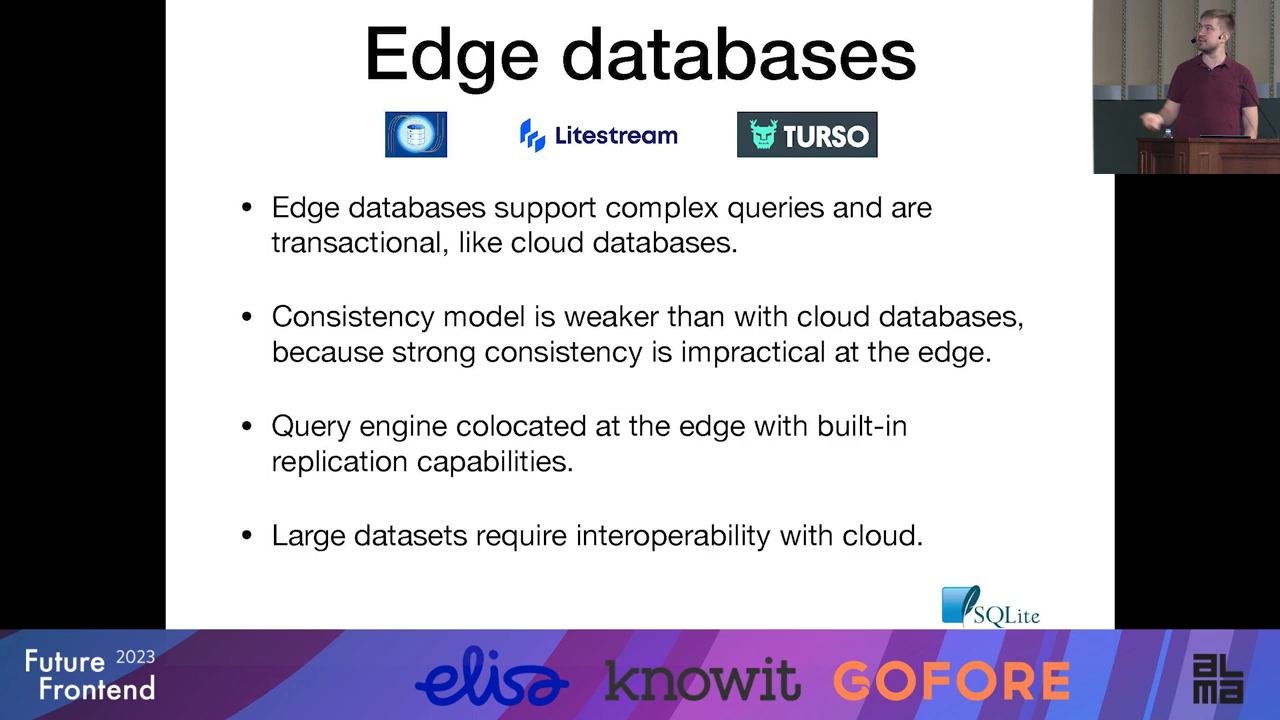 Edge databases
Litestream
TURSO
• Edge databases support complex queries and are
transactional, like cloud databases.
• Consistency model is weaker than with cloud databases,
because strong consistency is impractical at the edge.
• Query engine colocated at the edge with built-in
replication capabilities.
• Large datasets require interoperability with cloud.
SQLite
Future 2023
Frontend
elisa
knowit
GOFORE
ALMA